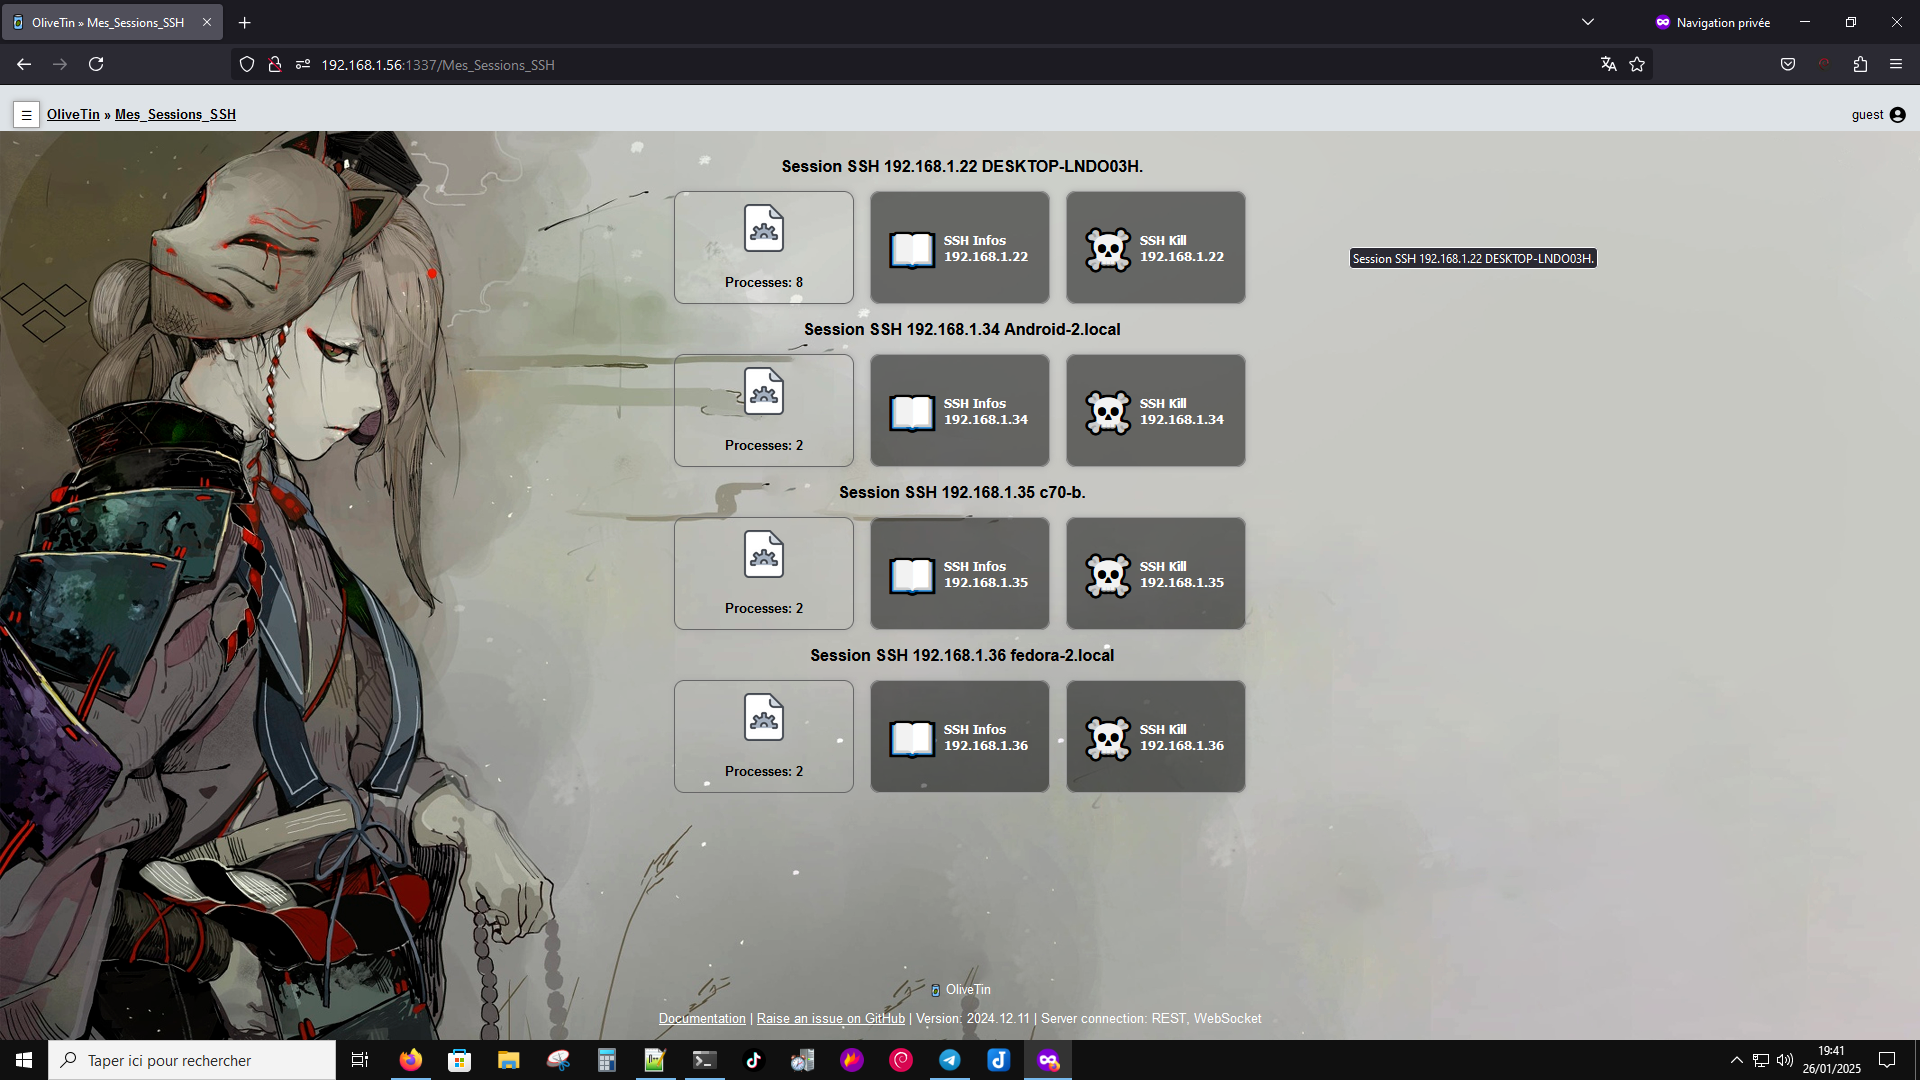 OliveTin » Mes_Sessions_SSH
Navigation privée
192.168.1.56:1337/Mes_Sessions_SSH
OliveTin » Mes_Sessions_SSH
guest
Session SSH 192.168.1.22 DESKTOP-LNDO03H.
Processes: 8
SSH Infos
192.168.1.22
SSH Kill
192.168.1.22
Session SSH 192.168.1.22 DESKTOP-LNDO03H.
Session SSH 192.168.1.34 Android-2.local
Processes: 2
SSH Infos
192.168.1.34
SSH Kill
192.168.1.34
Session SSH 192.168.1.35 c70-b.
Processes: 2
SSH Infos
192.168.1.35
SSH Kill
192.168.1.35
Session SSH 192.168.1.36 fedora-2.local
Processes: 2
SSH Infos
192.168.1.36
SSH Kill
192.168.1.36
OliveTin
Documentation | Raise an issue on GitHub | Version: 2024.12.11 | Server connection: REST, WebSocket
Taper ici pour rechercher
19:41
26/01/2025